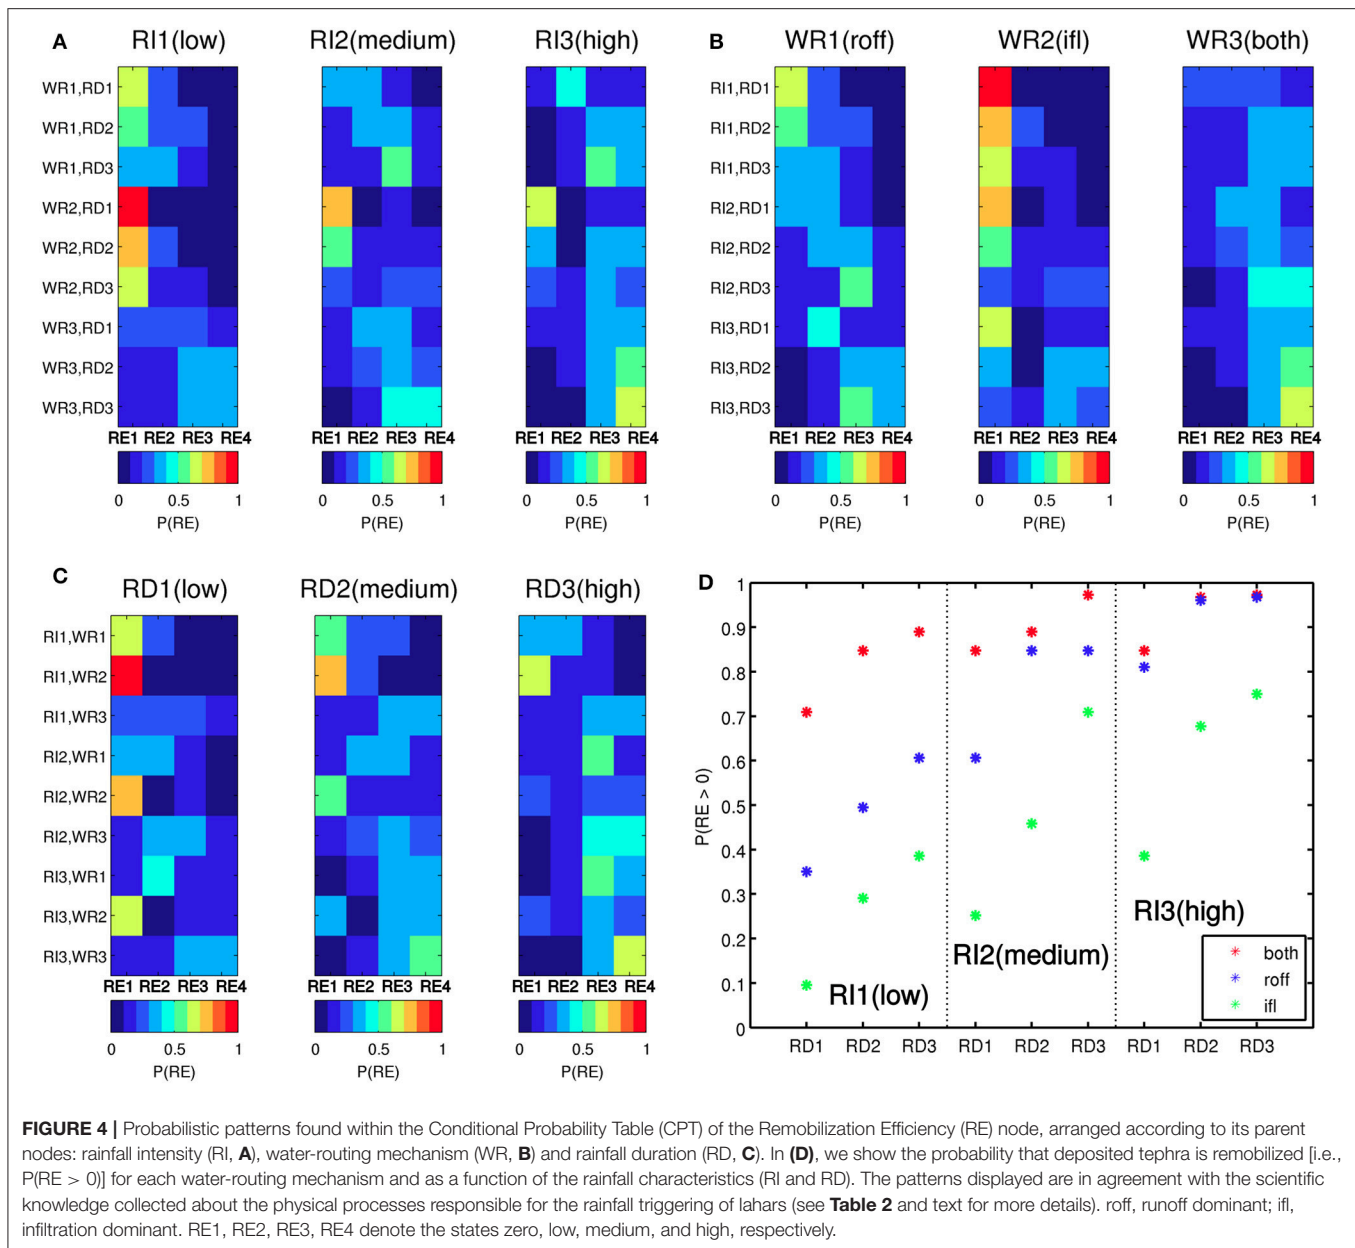 A
RI1(low)
RI2(medium)
RI3(high)
WR1,RD1
WR1,RD2
WR1,RD3
WR2,RD1
WR2,RD2
WR2,RD3
WR3,RD1
WR3,RD2
WR3,RD3
RE1 RE2 RE3 RE4
RE1 RE2 RE3 RE4
RE1 RE2 RE3 RE4
0 0.5 1
0 0.5 1
0 0.5 1
P(RE)
P(RE)
P(RE)
B
WR1(roff)
WR2(ifl)
WR3(both)
RI1,RD1
RI1,RD2
RI1,RD3
RI2,RD1
RI2,RD2
RI2,RD3
RI3,RD1
RI3,RD2
RI3,RD3
RE1 RE2 RE3 RE4
RE1 RE2 RE3 RE4
RE1 RE2 RE3 RE4
0 0.5 1
0 0.5 1
0 0.5 1
P(RE)
P(RE)
P(RE)
C
RD1(low)
RD2(medium)
RD3(high)
RI1,WR1
RI1,WR2
RI1,WR3
RI2,WR1
RI2,WR2
RI2,WR3
RI3,WR1
RI3,WR2
RI3,WR3
RE1 RE2 RE3 RE4
RE1 RE2 RE3 RE4
RE1 RE2 RE3 RE4
0 0.5 1
0 0.5 1
0 0.5 1
P(RE)
P(RE)
P(RE)
D
1
0.9
0.8
0.7
0.6
0.5
0.4
0.3
0.2
0.1
0
P(RE > 0)
RI1(low)
RI2(medium)
RI3(high)
both
roff
ifl
RD1 RD2 RD3 RD1 RD2 RD3 RD1 RD2 RD3
FIGURE 4 | Probabilistic patterns found within the Conditional Probability Table (CPT) of the Remobilization Efficiency (RE) node, arranged according to its parent
nodes: rainfall intensity (RI, A), water-routing mechanism (WR, B) and rainfall duration (RD, C). In (D), we show the probability that deposited tephra is remobilized [i.e.,
P(RE > 0)] for each water-routing mechanism and as a function of the rainfall characteristics (RI and RD). The patterns displayed are in agreement with the scientific
knowledge collected about the physical processes responsible for the rainfall triggering of lahars (see Table 2 and text for more details). roff, runoff dominant; ifl,
infiltration dominant. RE1, RE2, RE3, RE4 denote the states zero, low, medium, and high, respectively.